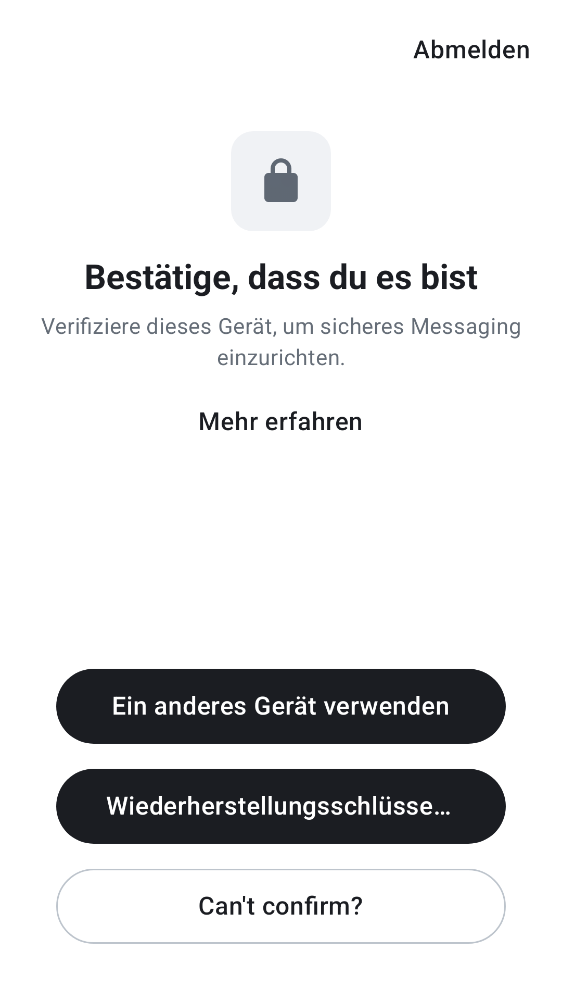 Abmelden
Bestätige, dass du es bist
Verifiziere dieses Gerät, um sicheres Messaging
einzurichten.
Mehr erfahren
Ein anderes Gerät verwenden
Wiederherstellungsschlüsse…
Can't confirm?